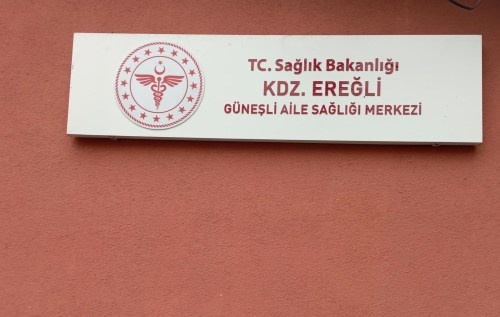 TC. Sağlık Bakanlığı
KDZ. EREĞLİ
GÜNEŞLİ AİLE SAĞLIĞI MERKEZİ